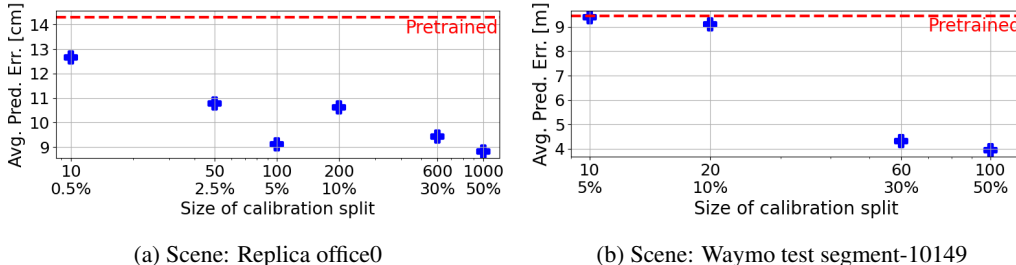 Avg. Pred. Err. [cm]
14
13
12
11
10
9
Pretrained
10 50 100 200 600 1000
0.5% 2.5% 5% 10% 30% 50%
Size of calibration split
(a) Scene: Replica office0
Avg. Pred. Err. [m]
9
8
7
6
5
4
Pretrained
10 20 60 100
5% 10% 30% 50%
Size of calibration split
(b) Scene: Waymo test segment-10149